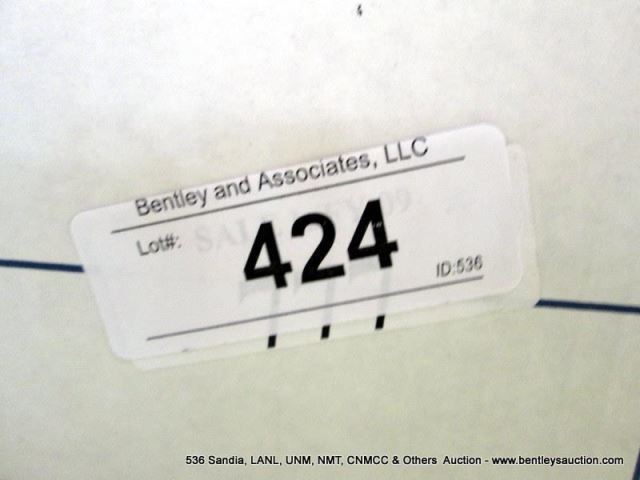 Bentley and Associates, LLC
Lot#:
424
ID:536
777
536 Sandia, LANL, UNM, NMT, CNMCC & Others Auction - www.bentleysauction.com